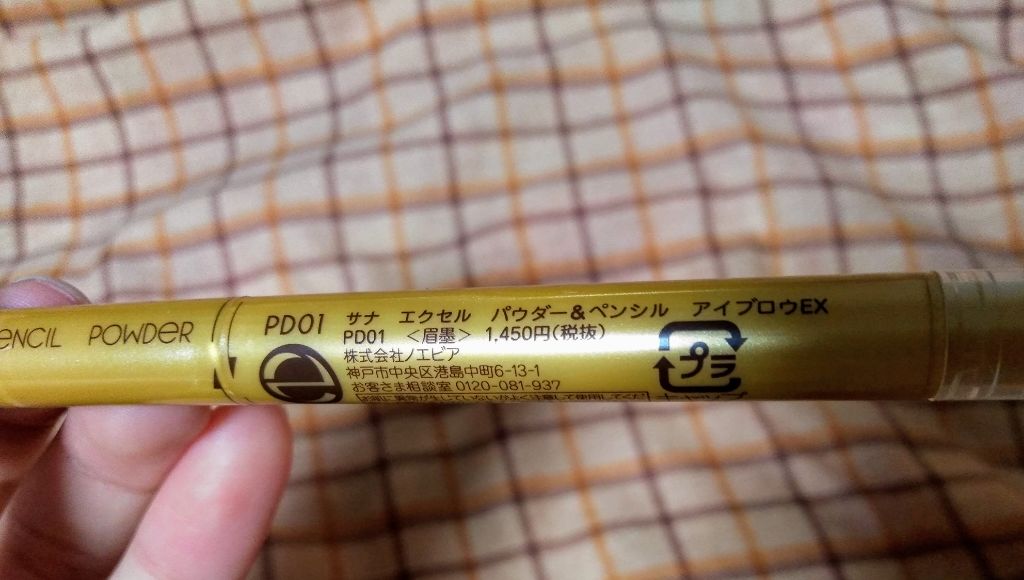 ENCIL POWDER
PD01 サナ エクセル パウダー&ペンシル アイブロウEX
PD01 <眉墨> 1,450円(税抜)
株式会社ノエビア
神戸市中央区港島中町6-13-1
お客さま相談室 0120-081-937
プラ